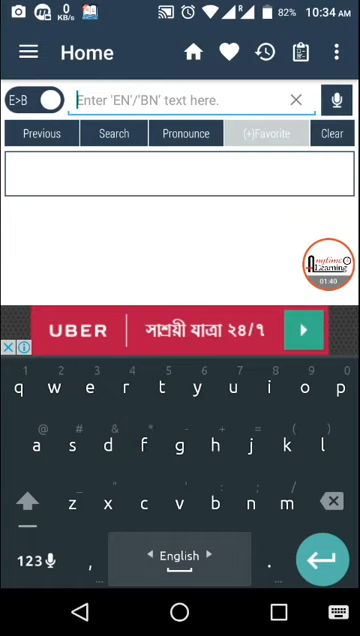 0
KB/S
R
82%
10:34 AM
Home
E>B
Enter 'EN'/'BN' text here.
Previous
Search
Pronounce
(+)Favorite
Clear
Anytime Learning
01:40
UBER
সাশ্রয়ী যাত্রা ২৪/৭
1 2 3 4 5 6 7 8 9 0
q w e r t y u i o p
@ # & * - + = ( )
a s d f g h j k l
_ " ' : ; /
z x c v b n m
123 , English .